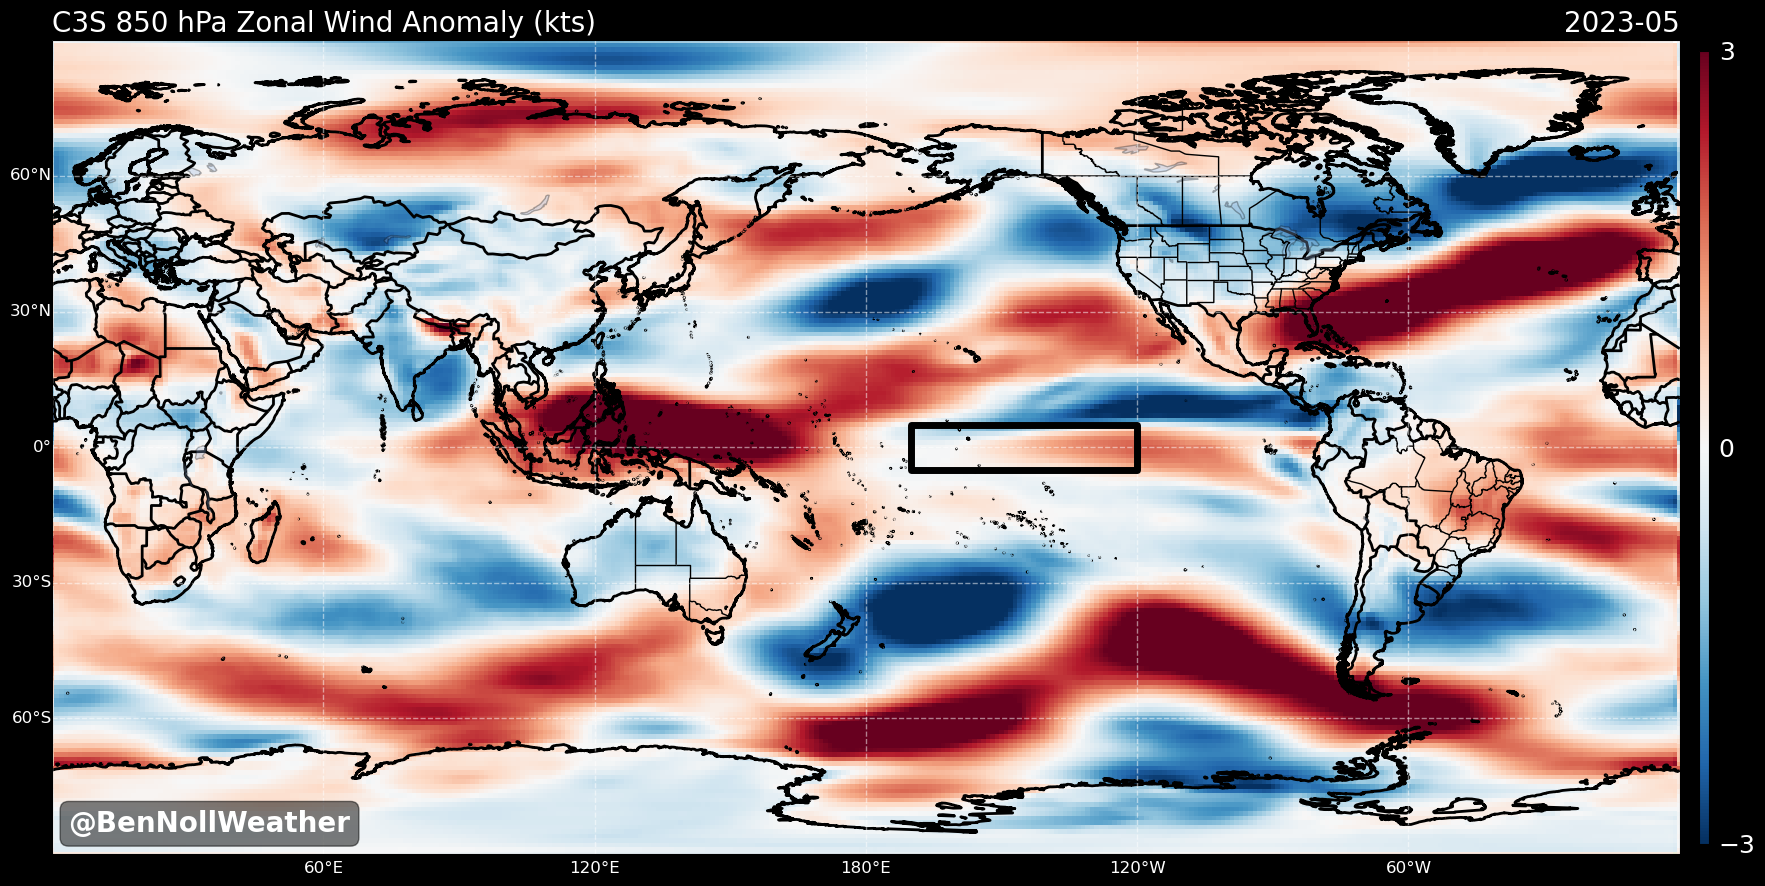 C3S 850 hPa Zonal Wind Anomaly (kts) 2023-05
3
60°N
30°N
0°
0
30°S
60°S
@BenNollWeather
−3
60°E 120°E 180°E 120°W 60°W